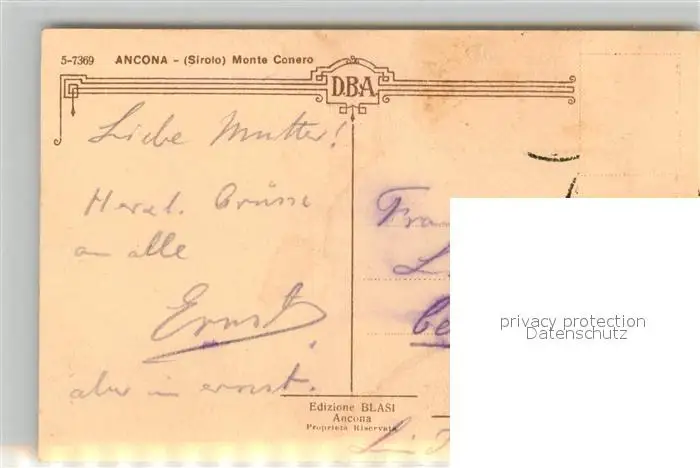 5-7369 ANCONA - (Sirolo) Monte Conero
D.B.A.
Liebe Mutter!
Herzl. Grüsse
an alle
Ernst
aber in ernst.
Edizione BLASI
Ancona
Proprietà Riservata
privacy protection
Datenschutz